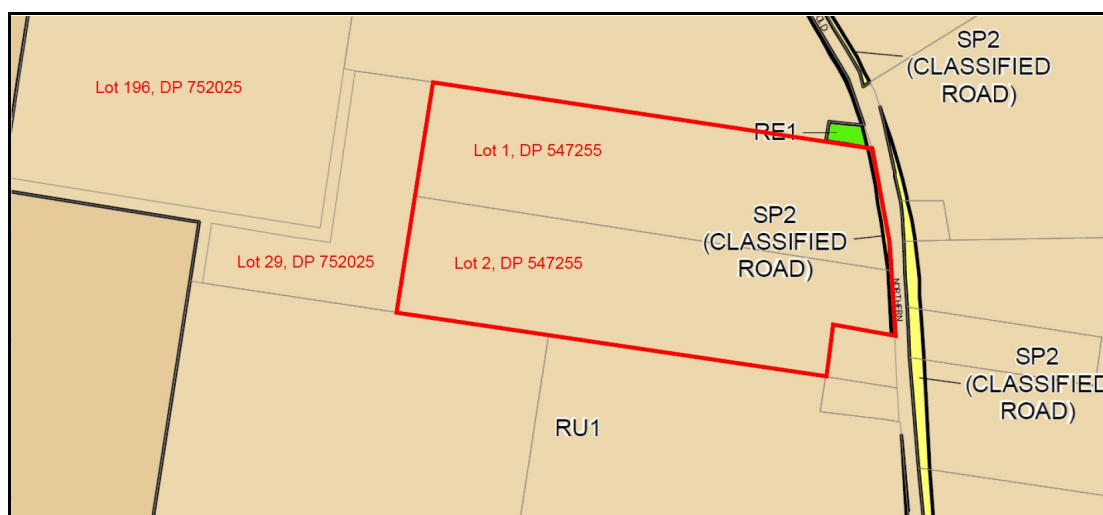 SP2
(CLASSIFIED
ROAD)
Lot 196, DP 752025
RE1
Lot 1, DP 547255
SP2
(CLASSIFIED
ROAD)
Lot 29, DP 752025
Lot 2, DP 547255
NORTHERN
SP2
(CLASSIFIED
ROAD)
RU1